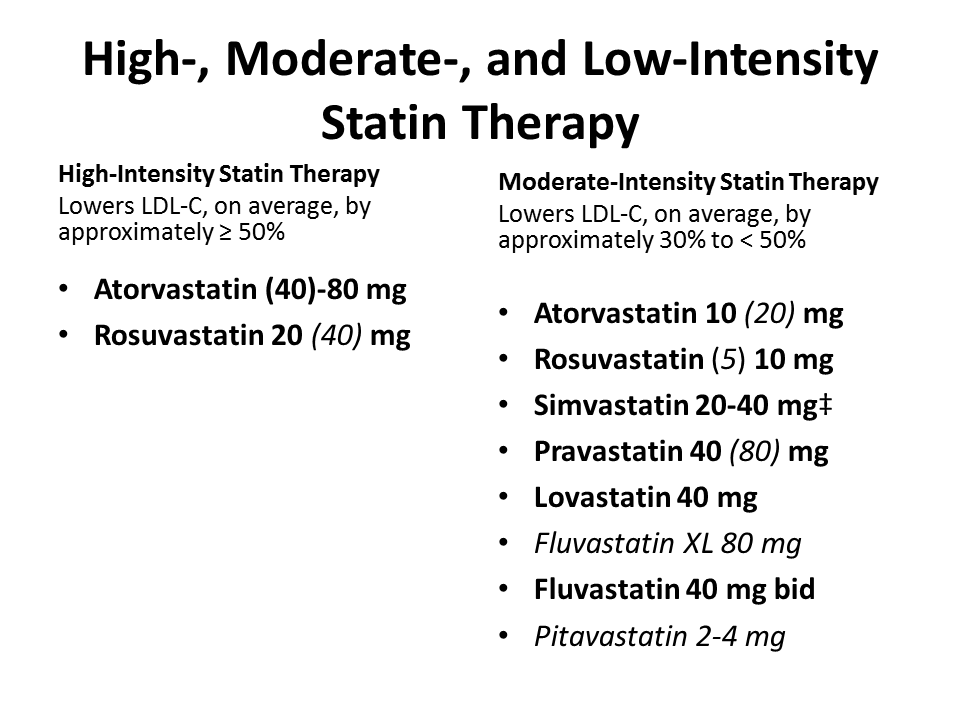 High-, Moderate-, and Low-Intensity
Statin Therapy
High-Intensity Statin Therapy
Lowers LDL-C, on average, by
approximately ≥ 50%
• Atorvastatin (40)-80 mg
• Rosuvastatin 20 (40) mg
Moderate-Intensity Statin Therapy
Lowers LDL-C, on average, by
approximately 30% to < 50%
• Atorvastatin 10 (20) mg
• Rosuvastatin (5) 10 mg
• Simvastatin 20-40 mg‡
• Pravastatin 40 (80) mg
• Lovastatin 40 mg
• Fluvastatin XL 80 mg
• Fluvastatin 40 mg bid
• Pitavastatin 2-4 mg